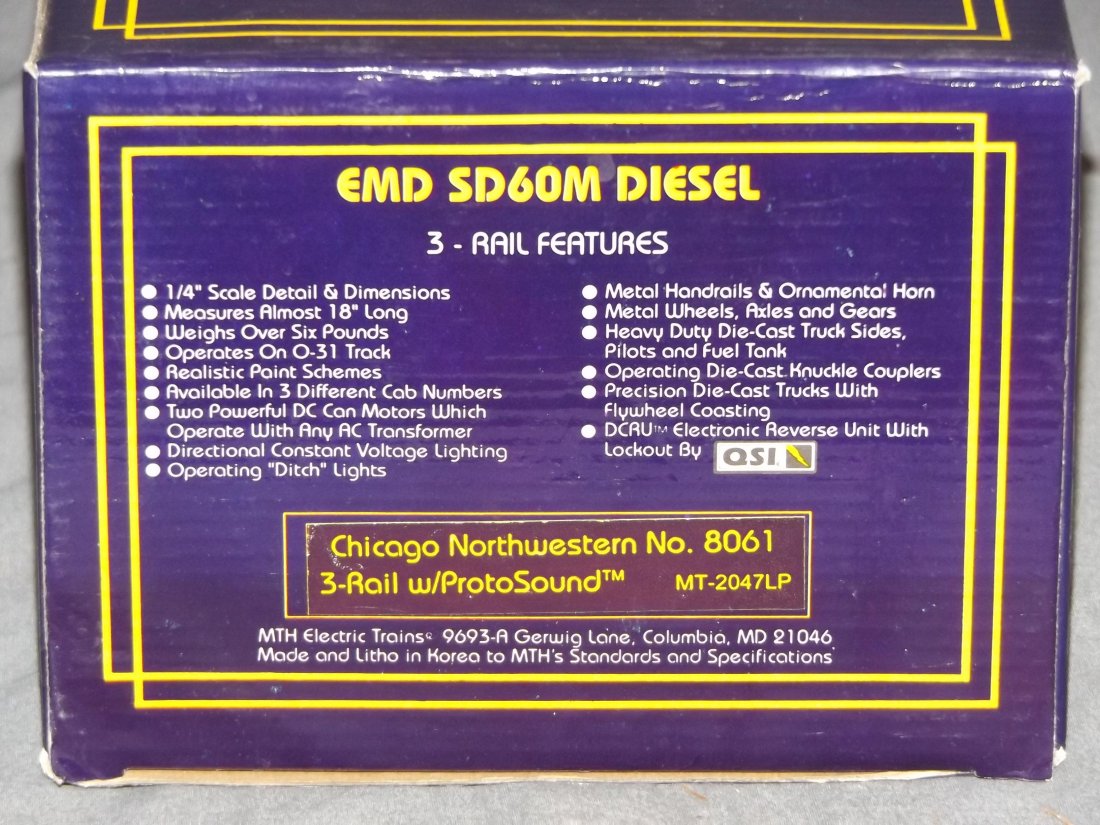 EMD SD60M DIESEL
3 - RAIL FEATURES
● 1/4" Scale Detail & Dimensions
● Measures Almost 18" Long
● Weighs Over Six Pounds
● Operates On O-31 Track
● Realistic Paint Schemes
● Available In 3 Different Cab Numbers
● Two Powerful DC Can Motors Which
Operate With Any AC Transformer
● Directional Constant Voltage Lighting
● Operating "Ditch" Lights
● Metal Handrails & Ornamental Horn
● Metal Wheels, Axles and Gears
● Heavy Duty Die-Cast Truck Sides,
Pilots and Fuel Tank
● Operating Die-Cast Knuckle Couplers
● Precision Die-Cast Trucks With
Flywheel Coasting
● DCRU™ Electronic Reverse Unit With
Lockout By QSI
Chicago Northwestern No. 8061
3-Rail w/ProtoSound™ MT-2047LP
MTH Electric Trains® 9693-A Gerwig Lane, Columbia, MD 21046
Made and Litho in Korea to MTH's Standards and Specifications